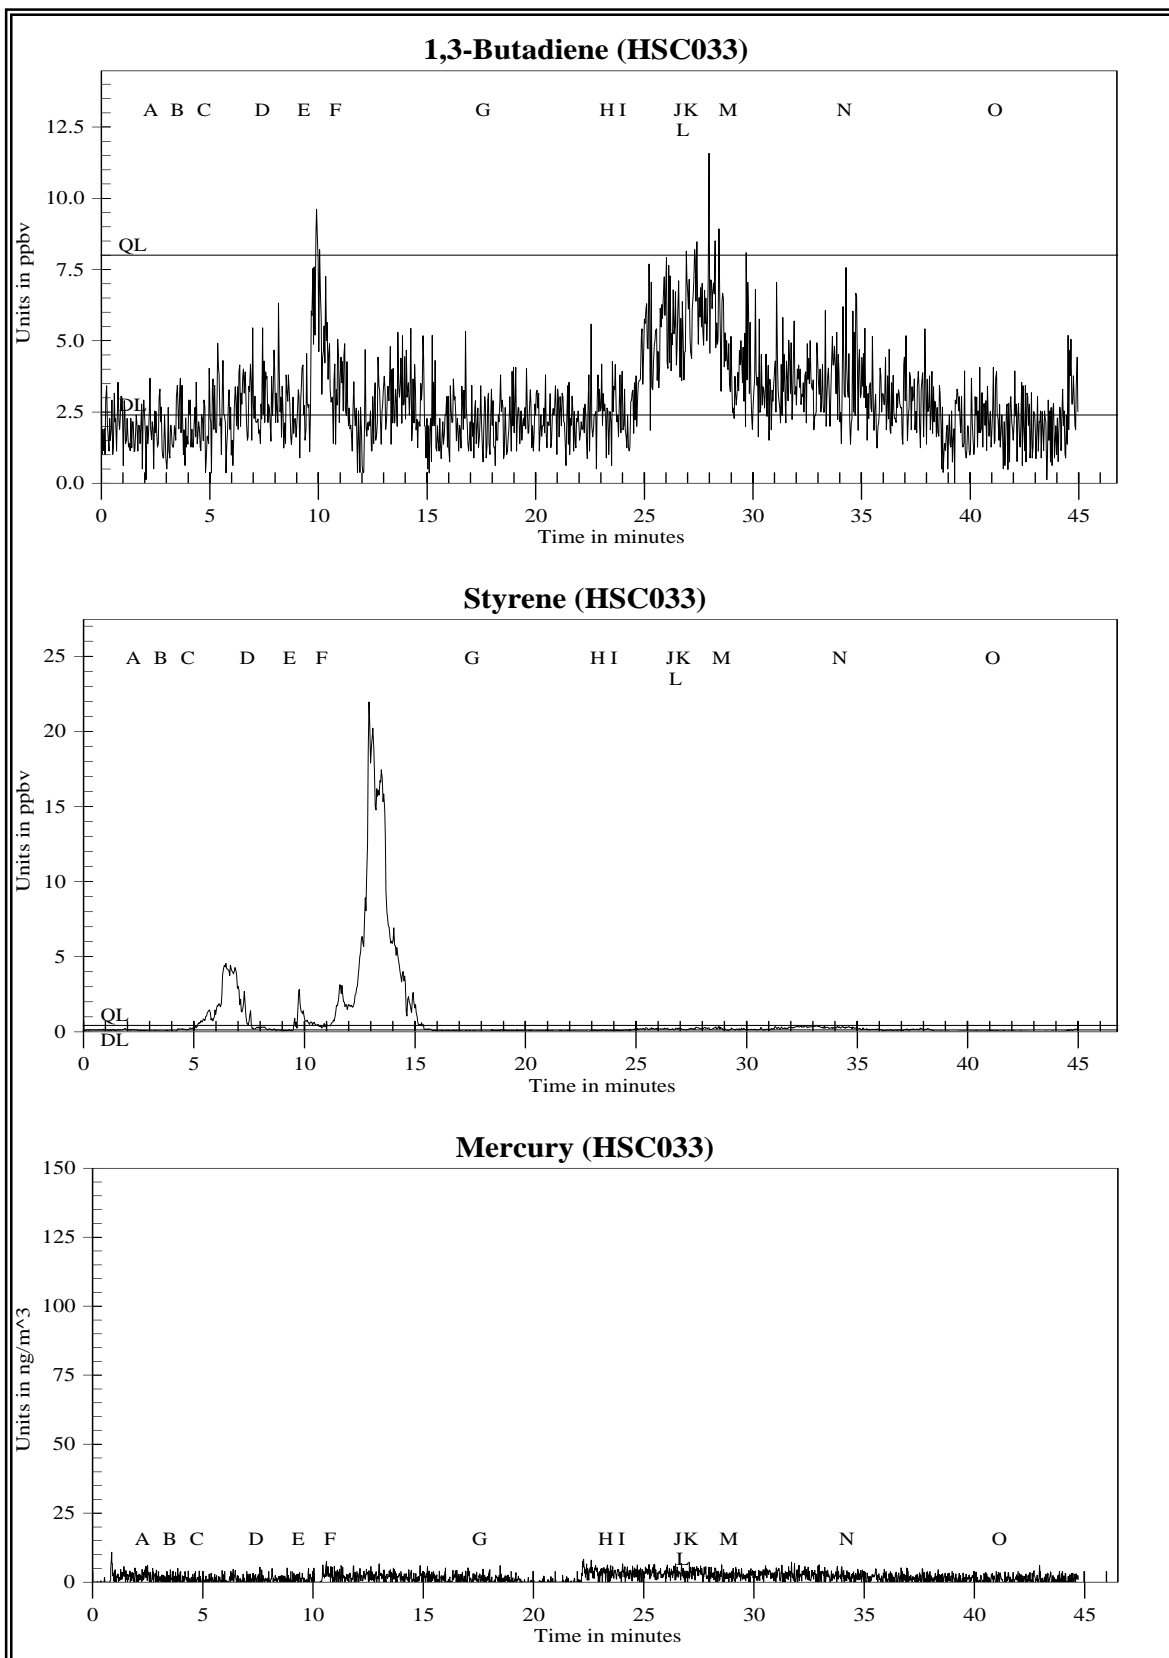 1,3-Butadiene (HSC033)
A B C D E F G H I J K M N O
L
12.5
10.0
QL
7.5
5.0
DL
2.5
0.0
Units in ppbv
0 5 10 15 20 25 30 35 40 45
Time in minutes
Styrene (HSC033)
A B C D E F G H I J K M N O
L
25
20
15
10
5
QL
0
DL
Units in ppbv
0 5 10 15 20 25 30 35 40 45
Time in minutes
Mercury (HSC033)
150
125
100
75
50
25
A B C D E F G H I J K M N O
L
0
Units in ng/m^3
0 5 10 15 20 25 30 35 40 45
Time in minutes